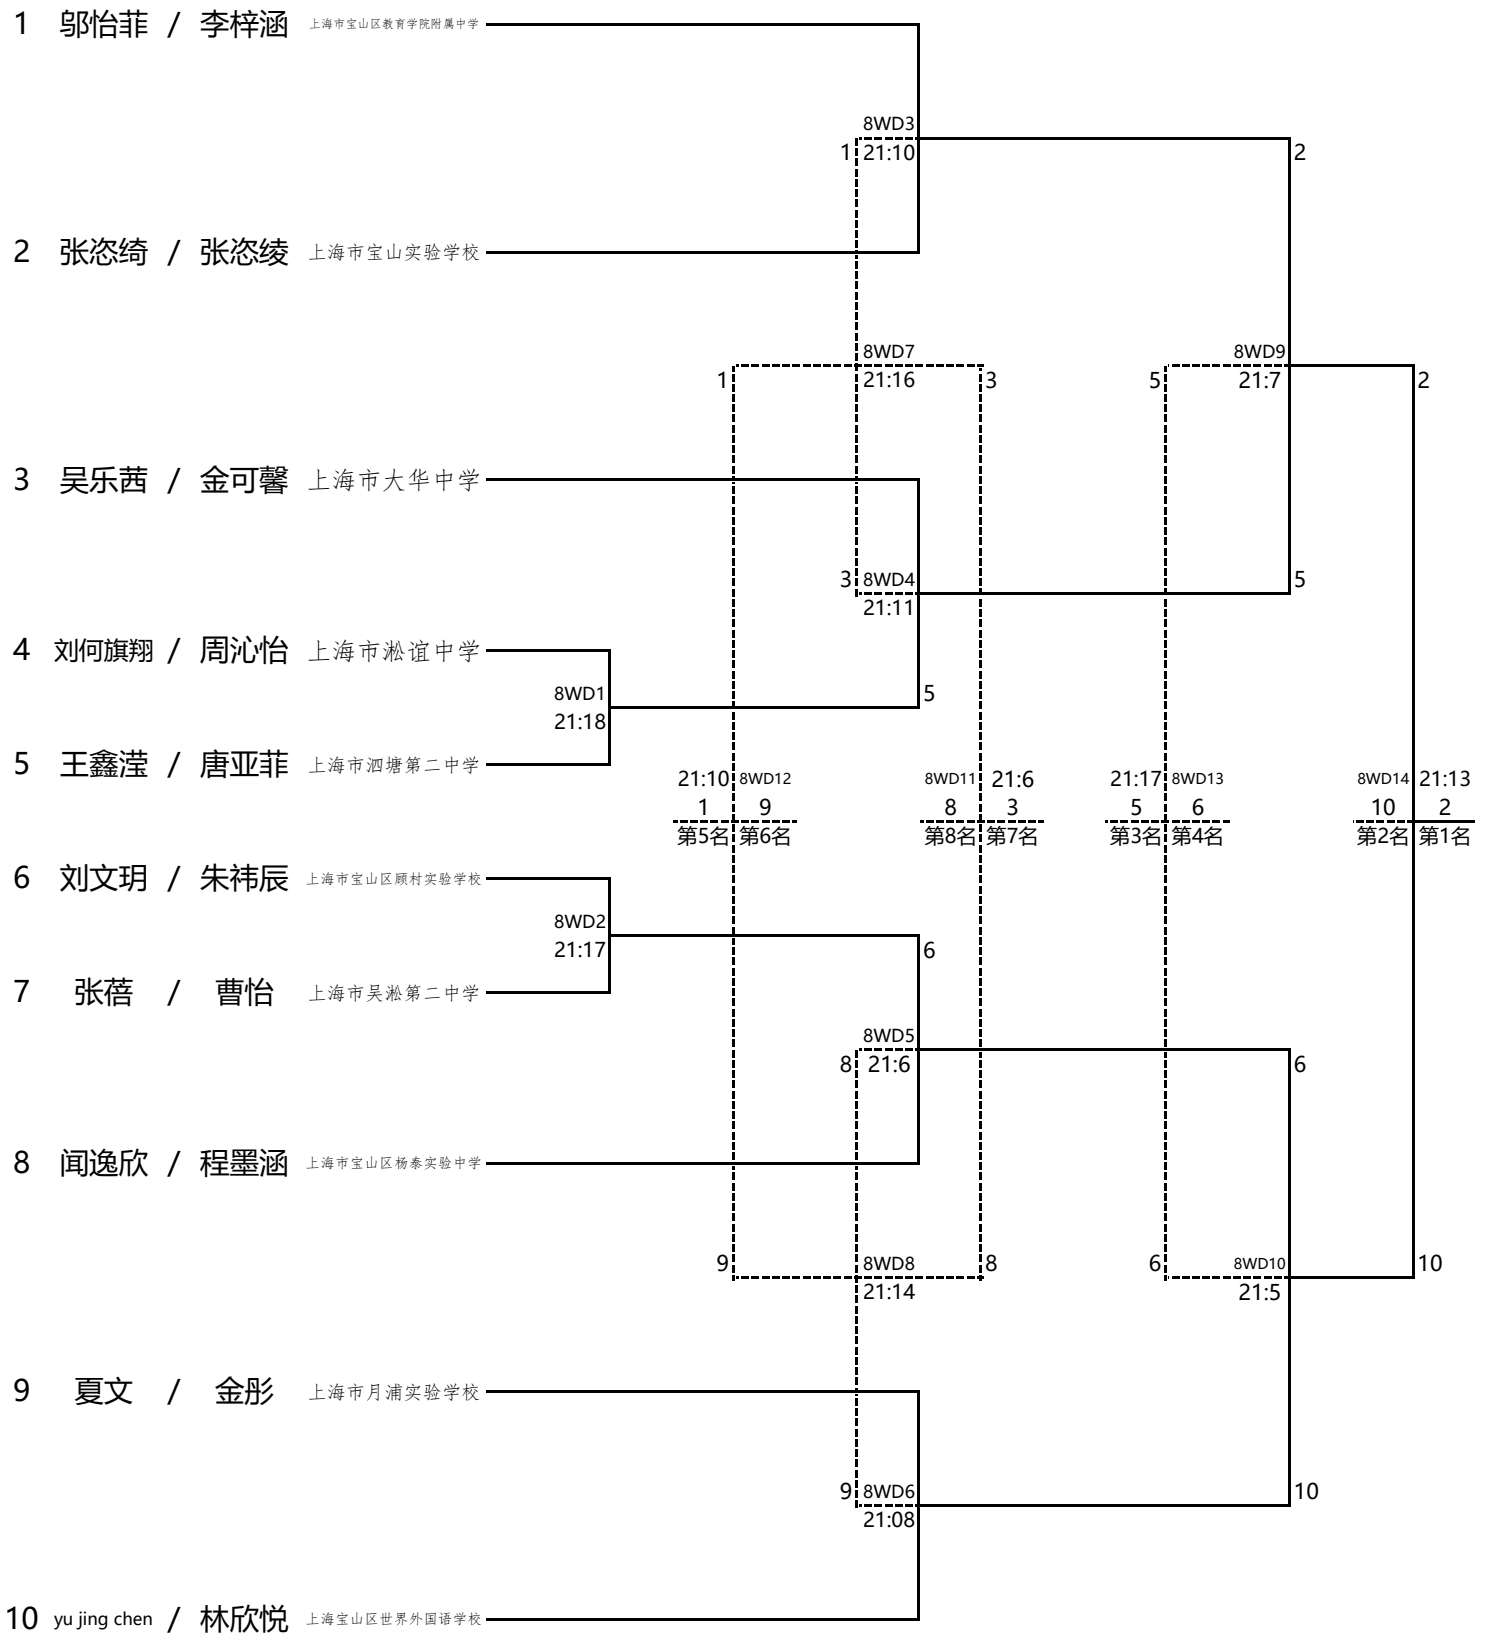 1 邬怡菲 / 李梓涵 上海市宝山区教育学院附属中学
8WD3
1 21:10 2
2 张恣绮 / 张恣绫 上海市宝山实验学校
8WD7 8WD9
1 21:16 3 5 21:7 2
3 吴乐茜 / 金可馨 上海市大华中学
3 8WD4 5
21:11
4 刘何旗翔 / 周沁怡 上海市淞谊中学
8WD1 5
21:18
5 王鑫滢 / 唐亚菲 上海市泗塘第二中学
21:10 8WD12 8WD11 21:6 21:17 8WD13 8WD14 21:13
1 9 8 3 5 6 10 2
第5名 第6名 第8名 第7名 第3名 第4名 第2名 第1名
6 刘文玥 / 朱祎辰 上海市宝山区顾村实验学校
8WD2
21:17 6
7 张蓓 / 曹怡 上海市吴淞第二中学
8WD5
8 21:6 6
8 闻逸欣 / 程墨涵 上海市宝山区杨泰实验中学
9 8WD8 8 6 8WD10 10
21:14 21:5
9 夏文 / 金彤 上海市月浦实验学校
9 8WD6 10
21:08
10 yu jing chen / 林欣悦 上海宝山区世界外国语学校